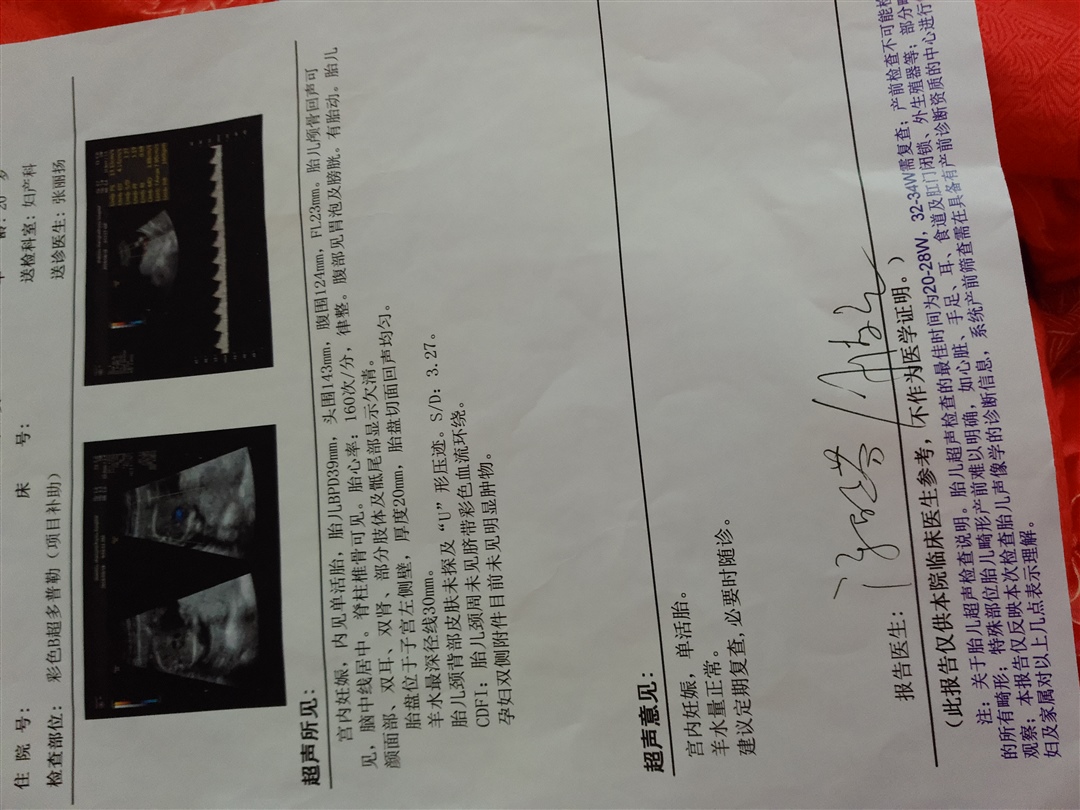 龄：20 岁
住 院 号： 床 号： 送检科室：妇产科
检查部位： 彩色B超多普勒（项目补助） 送诊医生：张丽扬
超声所见：
宫内妊娠，内见单活胎，胎儿BPD39mm，头围143mm，腹围124mm，FL23mm。胎儿颅骨回声可
见，脑中线居中。脊柱椎骨可见。胎心率：160次/分，律整。腹部见胃泡及膀胱。有胎动。胎儿
颜面部、双耳、双肾、部分肢体及骶尾部显示欠清。
胎盘位于子宫左侧壁，厚度20mm，胎盘切面回声均匀。
羊水最深径线30mm。
胎儿颈背部皮肤未探及“U”形压迹。S/D：3.27。
CDFI：胎儿颈周未见脐带彩色血流环绕。
孕妇双侧附件目前未见明显肿物。
超声意见：
宫内妊娠，单活胎。
羊水量正常。
建议定期复查，必要时随诊。
报告医生：
（此报告仅供本院临床医生参考，不作为医学证明。）
注：关于胎儿超声检查说明。胎儿超声检查的最佳时间为20-28W，32-34W需复查；产前检查不可能检
的所有畸形；特殊部位胎儿畸形产前难以明确，如心脏、手足、耳、食道及肛门闭锁、外生殖器等；部分
观察；本报告仅反映本次检查胎儿声像学的诊断信息，系统产前筛查需在具备有产前诊断资质的中心进行
妇及家属对以上几点表示理解。